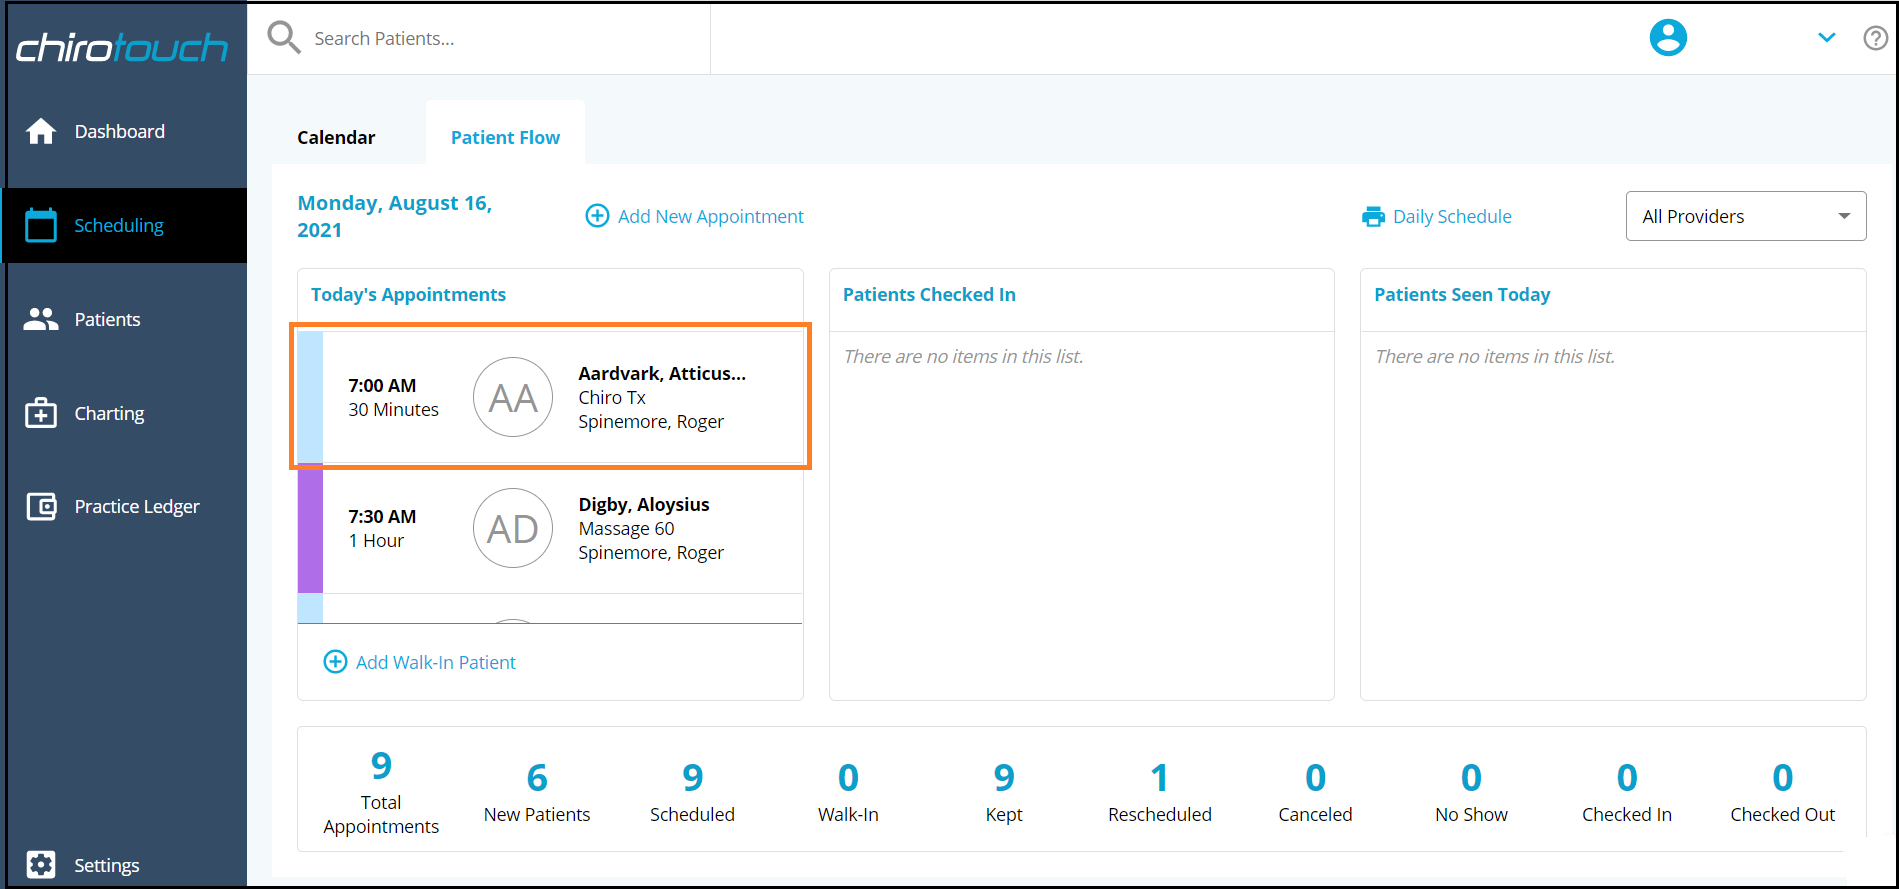 chirotouch
Search Patients...
Dashboard
Scheduling
Patients
Charting
Practice Ledger
Settings
Calendar
Patient Flow
Monday, August 16,
2021
Add New Appointment
Daily Schedule
All Providers
Today's Appointments
7:00 AM
30 Minutes
AA
Aardvark, Atticus...
Chiro Tx
Spinemore, Roger
7:30 AM
1 Hour
AD
Digby, Aloysius
Massage 60
Spinemore, Roger
Add Walk-In Patient
Patients Checked In
There are no items in this list.
Patients Seen Today
There are no items in this list.
9
Total
Appointments
6
New Patients
9
Scheduled
0
Walk-In
9
Kept
1
Rescheduled
0
Canceled
0
No Show
0
Checked In
0
Checked Out